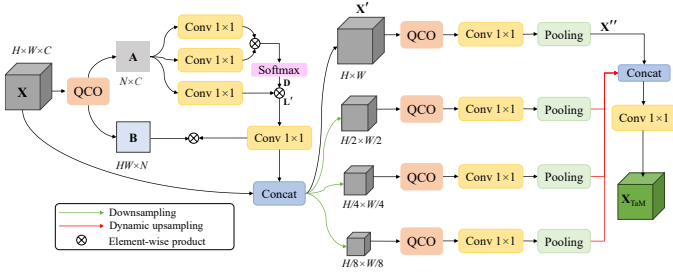 H×W×C
X
QCO
A
N×C
B
HW×N
Conv 1×1
Conv 1×1
Conv 1×1
Softmax
D
L′
Conv 1×1
Concat
X′
H×W
QCO
Conv 1×1
Pooling
X′′
H/2×W/2
QCO
Conv 1×1
Pooling
H/4×W/4
QCO
Conv 1×1
Pooling
H/8×W/8
QCO
Conv 1×1
Pooling
Concat
Conv 1×1
X_TaM
Downsampling
Dynamic upsampling
Element-wise product